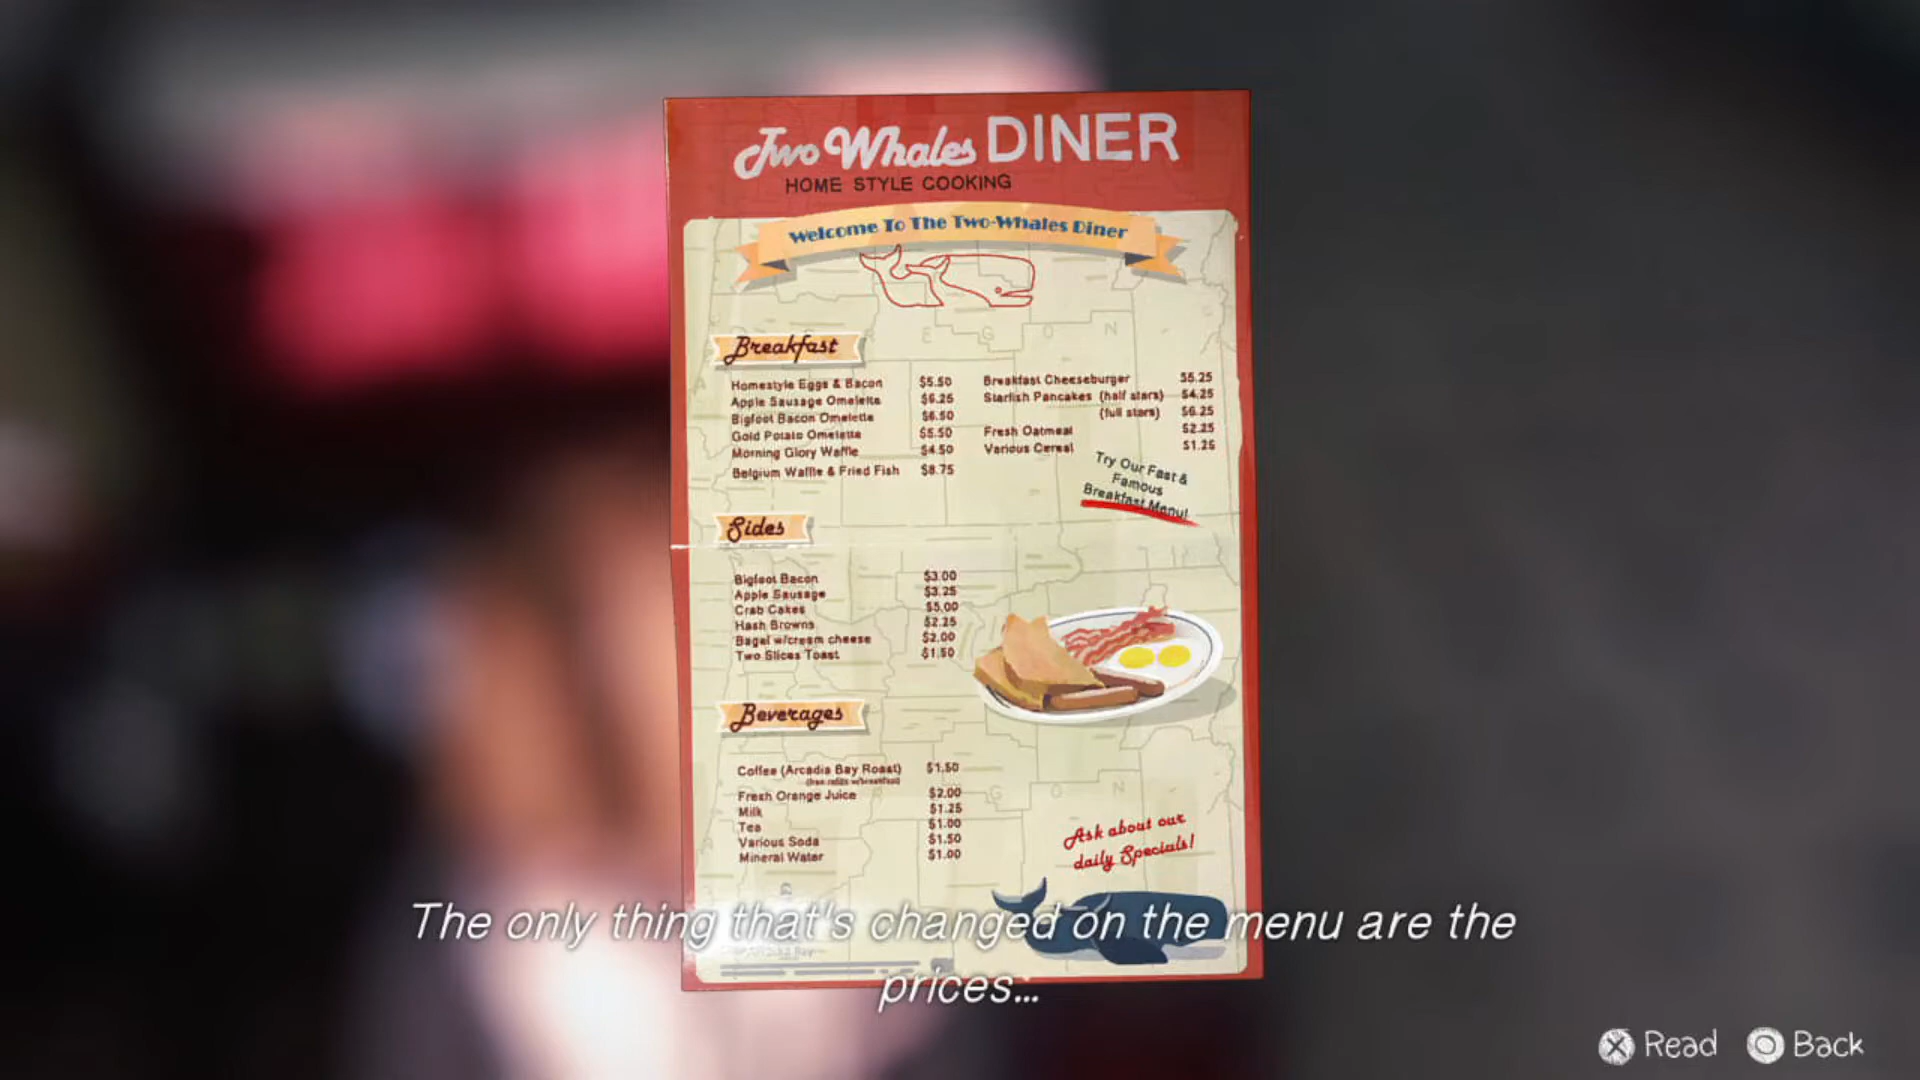 Two Whales DINER
HOME STYLE COOKING
Welcome To The Two-Whales Diner
E G O N
Breakfast
Homestyle Eggs & Bacon $5.50
Apple Sausage Omelette $6.25
Bigfoot Bacon Omelette $6.50
Gold Potato Omelette $5.50
Morning Glory Waffle $4.50
Belgium Waffle & Fried Fish $8.75
Breakfast Cheeseburger $5.25
Starfish Pancakes (half stars) $4.25
(full stars) $6.25
Fresh Oatmeal $2.25
Various Cereal $1.25
Try Our Fast &
Famous
Breakfast Menu!
Sides
Bigfoot Bacon $3.00
Apple Sausage $3.25
Crab Cakes $5.00
Hash Browns $2.25
Bagel w/cream cheese $2.00
Two Slices Toast $1.50
Beverages
Coffee (Arcadia Bay Roast) $1.50
(free refills w/breakfast)
Fresh Orange Juice $2.00
Milk $1.25
Tea $1.00
Various Soda $1.50
Mineral Water $1.00
G O N
Ask about our
daily Specials!
The only thing that's changed on the menu are the
prices...
Read Back